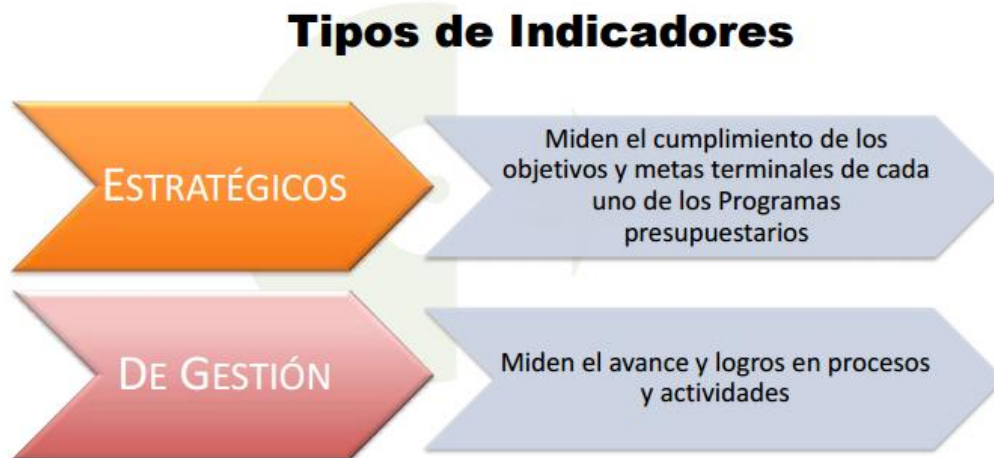 Tipos de Indicadores
ESTRATÉGICOS
Miden el cumplimiento de los
objetivos y metas terminales de cada
uno de los Programas
presupuestarios
DE GESTIÓN
Miden el avance y logros en procesos
y actividades